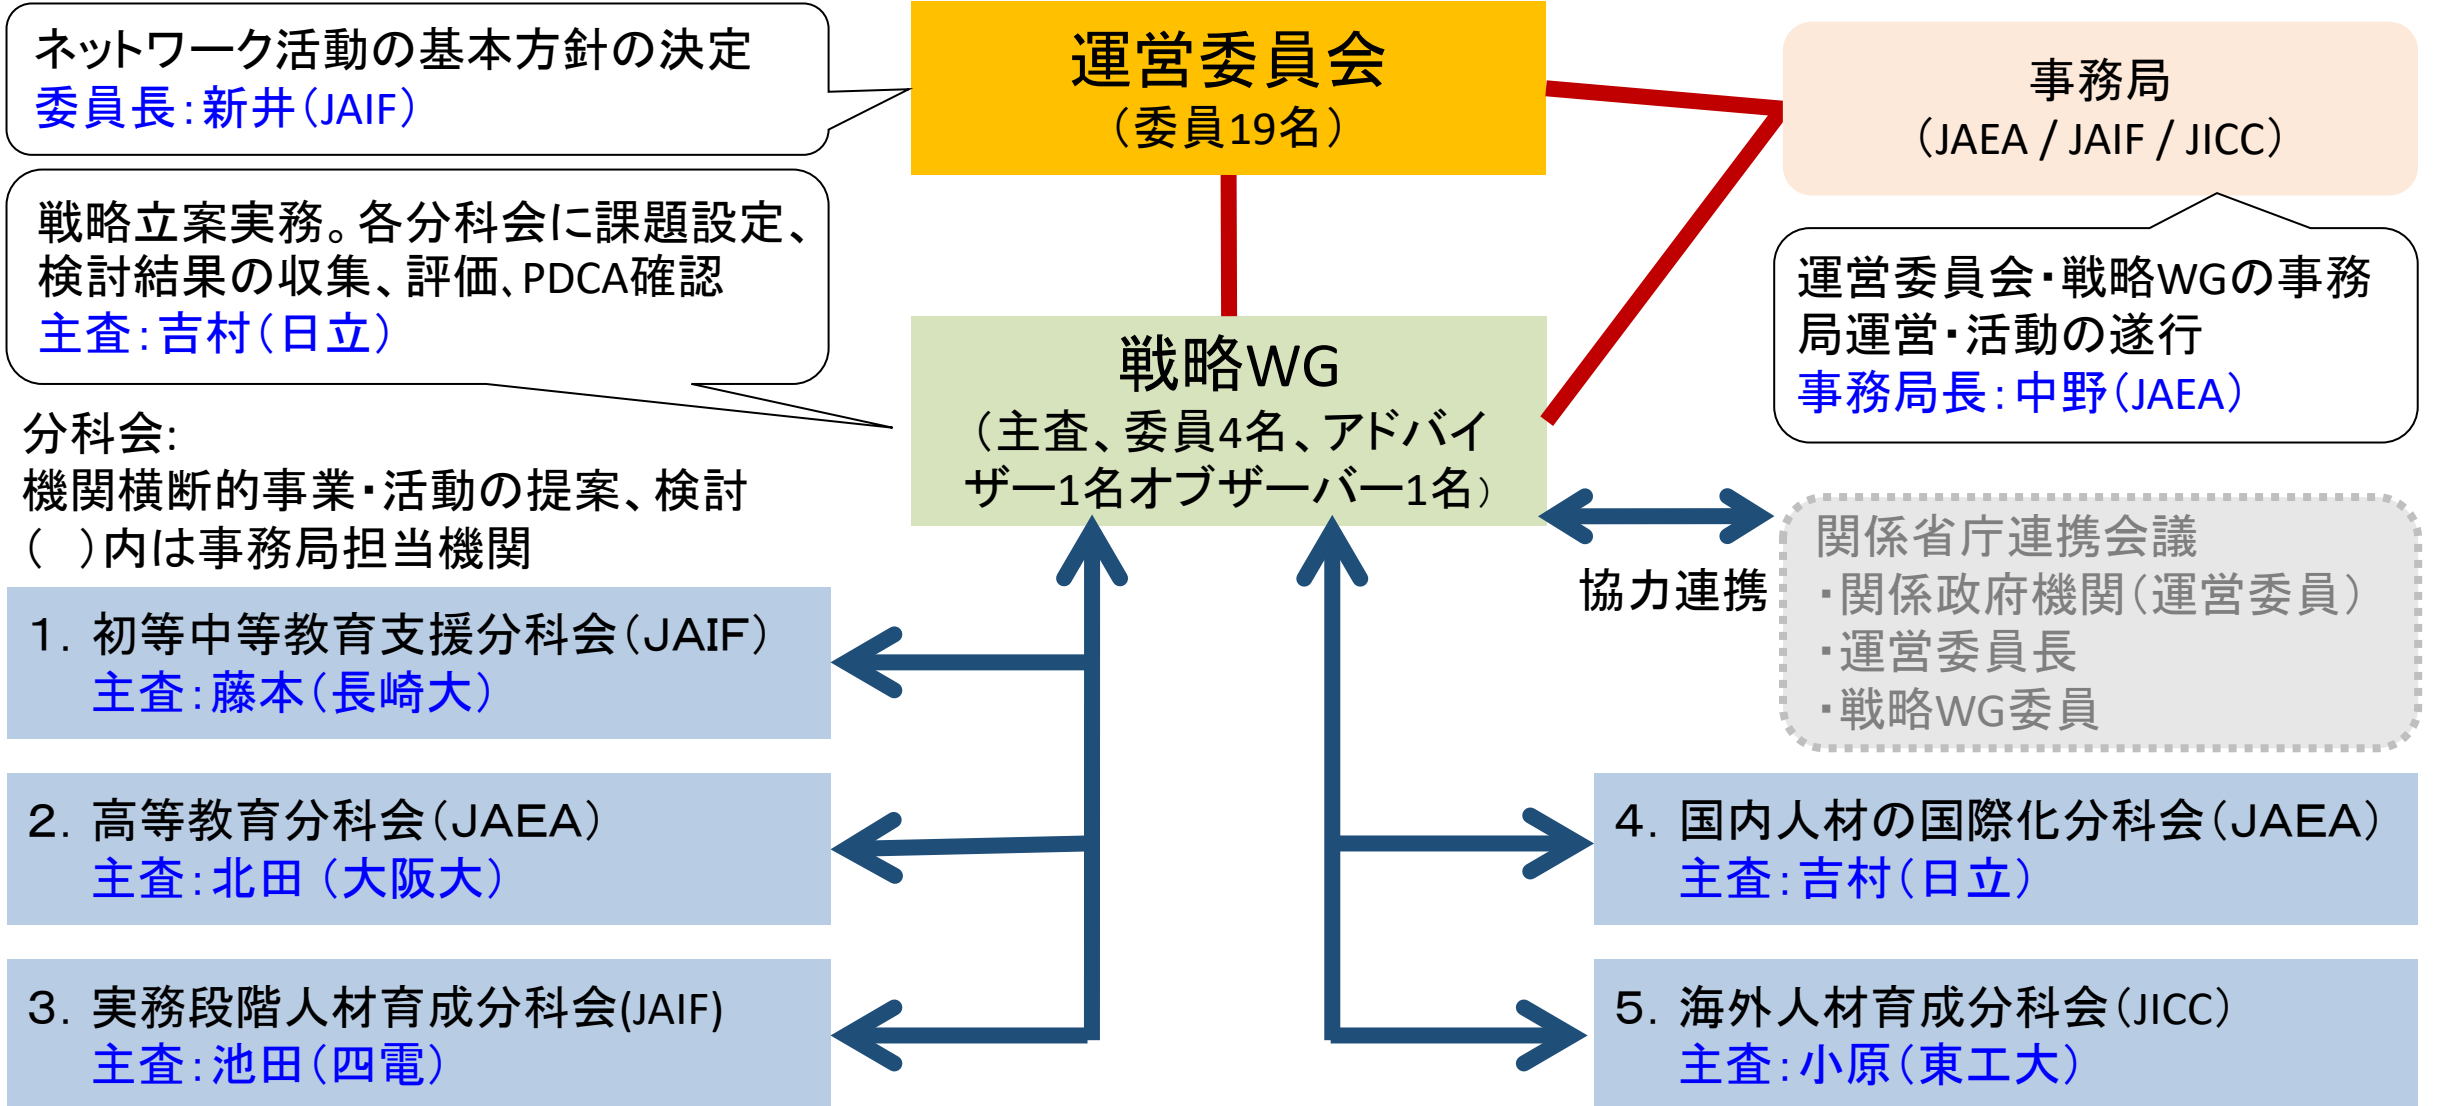 ネットワーク活動の基本方針の決定
委員長：新井（JAIF）
運営委員会
（委員19名）
事務局
（JAEA / JAIF / JICC）
戦略立案実務。各分科会に課題設定、
検討結果の収集、評価、PDCA確認
主査：吉村（日立）
運営委員会・戦略WGの事務
局運営・活動の遂行
事務局長：中野（JAEA）
戦略WG
（主査、委員4名、アドバイ
ザー1名オブザーバー1名）
分科会:
機関横断的事業・活動の提案、検討
（　）内は事務局担当機関
協力連携
関係省庁連携会議
・関係政府機関（運営委員）
・運営委員長
・戦略WG委員
１．初等中等教育支援分科会（JAIF）
主査：藤本（長崎大）
２．高等教育分科会（JAEA）
主査：北田（大阪大）
３．実務段階人材育成分科会(JAIF)
主査：池田（四電）
４．国内人材の国際化分科会（JAEA）
主査：吉村（日立）
５．海外人材育成分科会（JICC）
主査：小原（東工大）